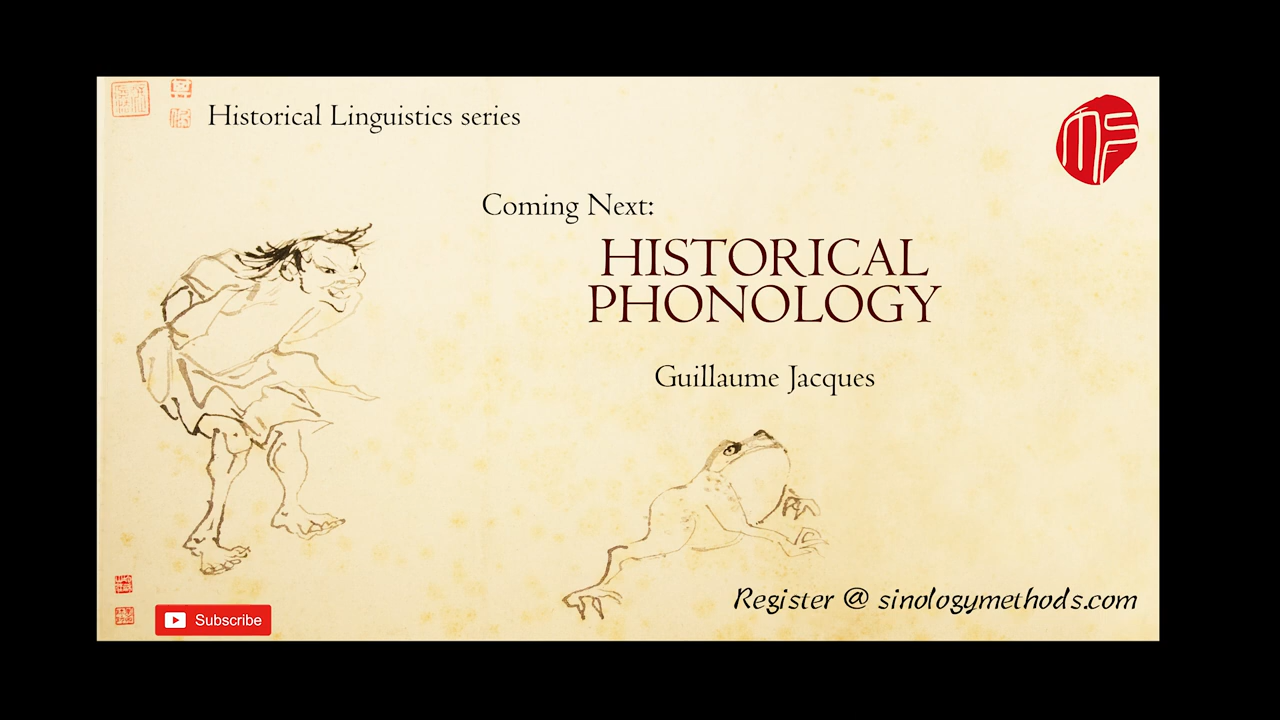 Historical Linguistics series
Coming Next:
HISTORICAL
PHONOLOGY
Guillaume Jacques
Register @ sinologymethods.com
Subscribe